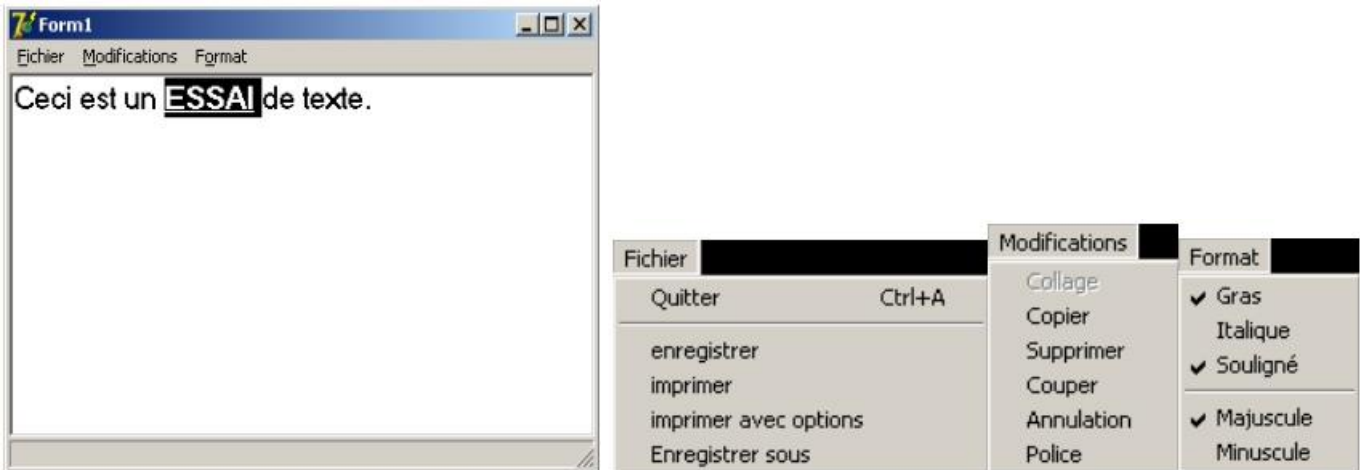 Form1
Fichier Modifications Format
Ceci est un ESSAI de texte.
Fichier
Quitter Ctrl+A
enregistrer
imprimer
imprimer avec options
Enregistrer sous
Modifications
Collage
Copier
Supprimer
Couper
Annulation
Police
Format
Gras
Italique
Souligné
Majuscule
Minuscule